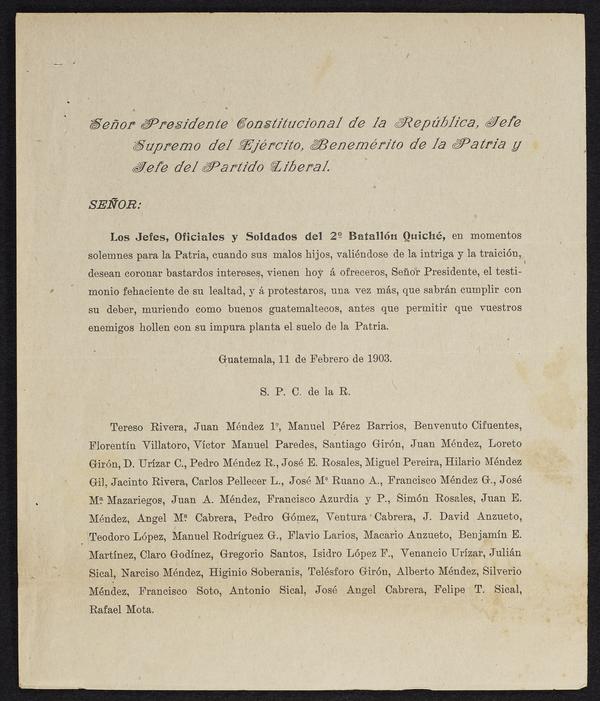 Señor Presidente Constitucional de la República, Jefe
Supremo del Ejército, Benemérito de la Patria y
Jefe del Partido Liberal.
SEÑOR:
Los Jefes, Oficiales y Soldados del 2º Batallón Quiché, en momentos
solemnes para la Patria, cuando sus malos hijos, valiéndose de la intriga y la traición,
desean coronar bastardos intereses, vienen hoy á ofreceros, Señor Presidente, el testi-
monio fehaciente de su lealtad, y á protestaros, una vez más, que sabrán cumplir con
su deber, muriendo como buenos guatemaltecos, antes que permitir que vuestros
enemigos hollen con su impura planta el suelo de la Patria.
Guatemala, 11 de Febrero de 1903.
S. P. C. de la R.
Tereso Rivera, Juan Méndez 1º, Manuel Pérez Barrios, Benvenuto Cifuentes,
Florentín Villatoro, Víctor Manuel Paredes, Santiago Girón, Juan Méndez, Loreto
Girón, D. Urízar C., Pedro Méndez R., José E. Rosales, Miguel Pereira, Hilario Méndez
Gil, Jacinto Rivera, Carlos Pellecer L., José Mª Ruano A., Francisco Méndez G., José
Mª Mazariegos, Juan A. Méndez, Francisco Azurdia y P., Simón Rosales, Juan E.
Méndez, Angel Mª Cabrera, Pedro Gómez, Ventura Cabrera, J. David Anzueto,
Teodoro López, Manuel Rodríguez G., Flavio Larios, Macario Anzueto, Benjamín E.
Martínez, Claro Godínez, Gregorio Santos, Isidro López F., Venancio Urízar, Julián
Sical, Narciso Méndez, Higinio Soberanis, Telésforo Girón, Alberto Méndez, Silverio
Méndez, Francisco Soto, Antonio Sical, José Angel Cabrera, Felipe T. Sical,
Rafael Mota.